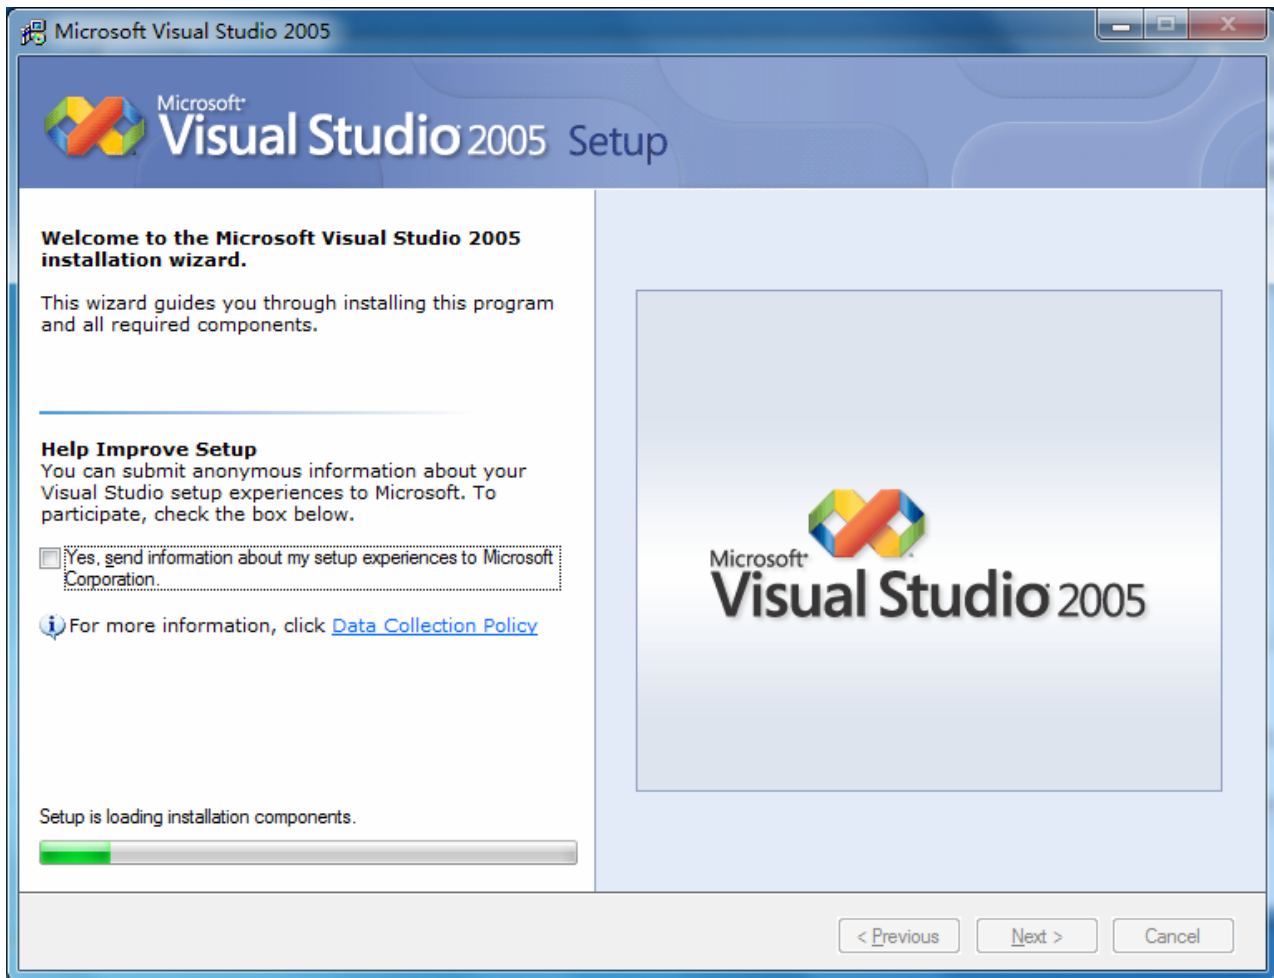 Microsoft Visual Studio 2005
Microsoft
Visual Studio 2005 Setup
Welcome to the Microsoft Visual Studio 2005
installation wizard.
This wizard guides you through installing this program
and all required components.
Help Improve Setup
You can submit anonymous information about your
Visual Studio setup experiences to Microsoft. To
participate, check the box below.
Yes, send information about my setup experiences to Microsoft
Corporation.
For more information, click Data Collection Policy
Setup is loading installation components.
Microsoft
Visual Studio 2005
< Previous
Next >
Cancel